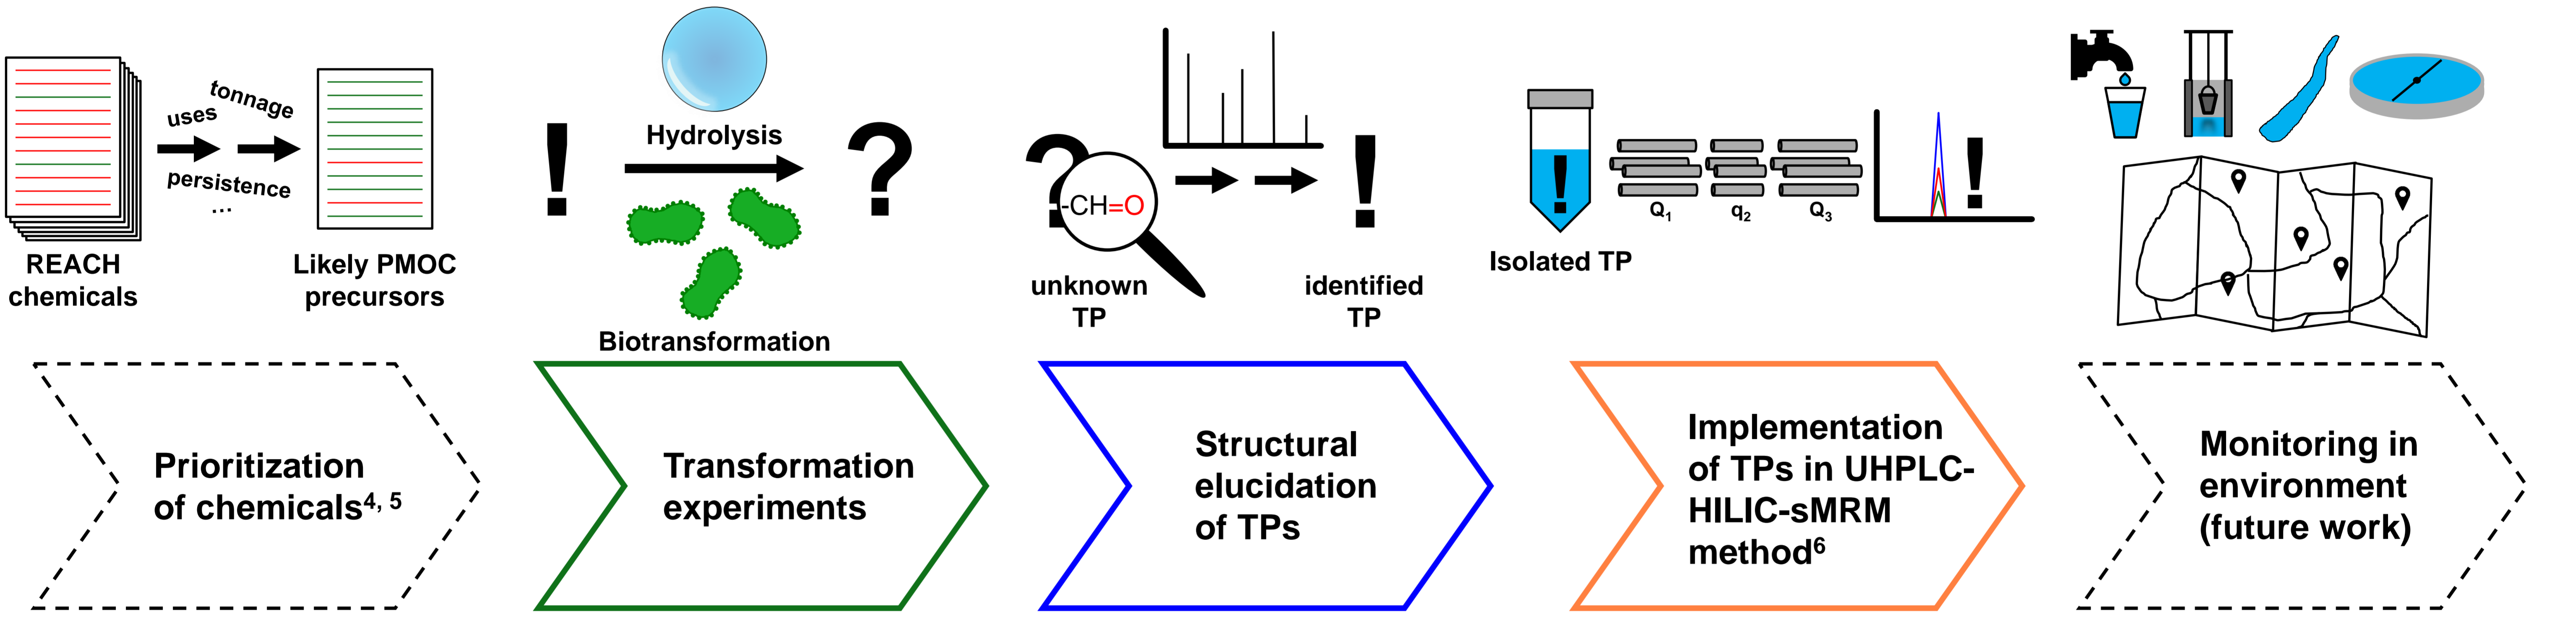 uses
tonnage
persistence
...
REACH
chemicals
Likely PMOC
precursors
Prioritization
of chemicals4, 5
!
Hydrolysis
?
Biotransformation
Transformation
experiments
?
-CH=O
!
unknown
TP
identified
TP
Structural
elucidation
of TPs
!
Isolated TP
Q1
q2
Q3
!
Implementation
of TPs in UHPLC-
HILIC-sMRM
method6
Monitoring in
environment
(future work)